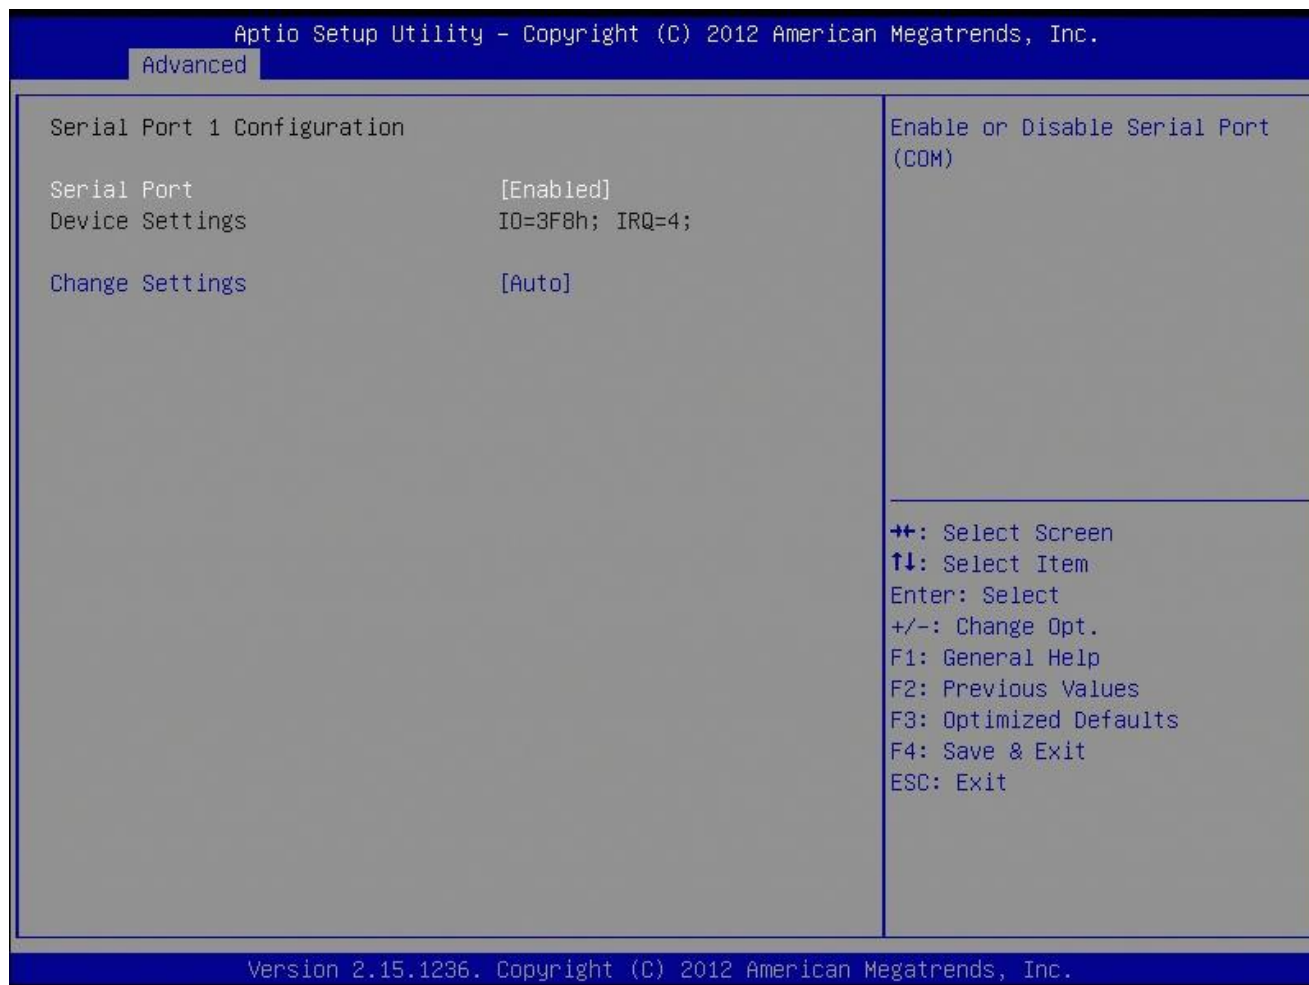 Aptio Setup Utility – Copyright (C) 2012 American Megatrends, Inc.
Advanced
Serial Port 1 Configuration
Serial Port [Enabled]
Device Settings IO=3F8h; IRQ=4;
Change Settings [Auto]
Enable or Disable Serial Port
(COM)
→←: Select Screen
↑↓: Select Item
Enter: Select
+/-: Change Opt.
F1: General Help
F2: Previous Values
F3: Optimized Defaults
F4: Save & Exit
ESC: Exit
Version 2.15.1236. Copyright (C) 2012 American Megatrends, Inc.